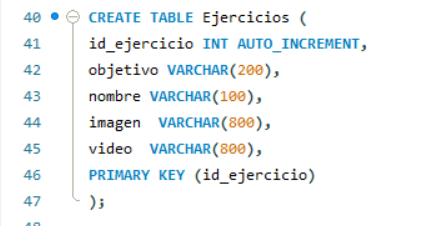 40 CREATE TABLE Ejercicios (
41 id_ejercicio INT AUTO_INCREMENT,
42 objetivo VARCHAR(200),
43 nombre VARCHAR(100),
44 imagen  VARCHAR(800),
45 video  VARCHAR(800),
46 PRIMARY KEY (id_ejercicio)
47 );